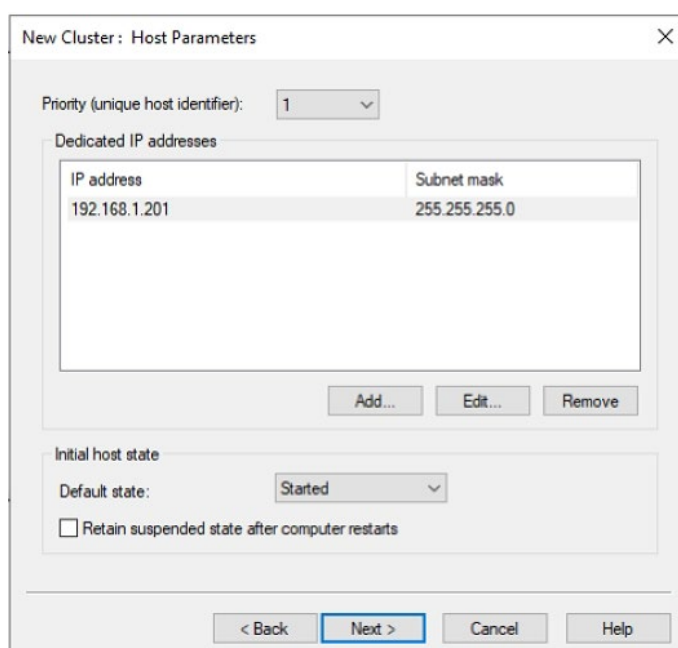 New Cluster : Host Parameters
Priority (unique host identifier): 1
Dedicated IP addresses
IP address Subnet mask
192.168.1.201 255.255.255.0
Add... Edit... Remove
Initial host state
Default state: Started
Retain suspended state after computer restarts
< Back Next > Cancel Help